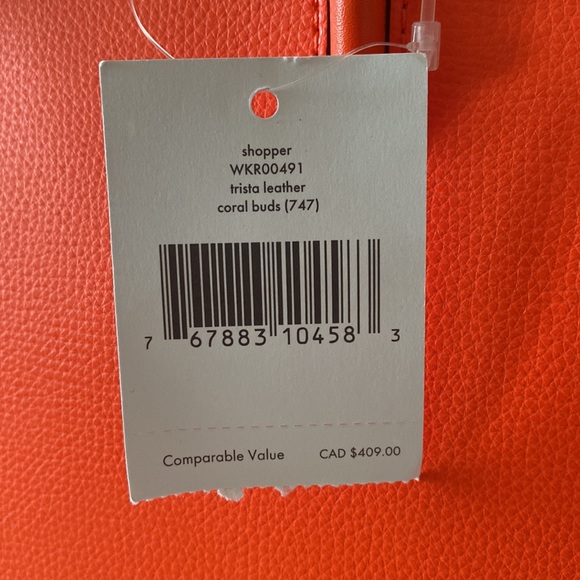 shopper
WKR00491
trista leather
coral buds (747)
7 67883 10458 3
Comparable Value CAD $409.00